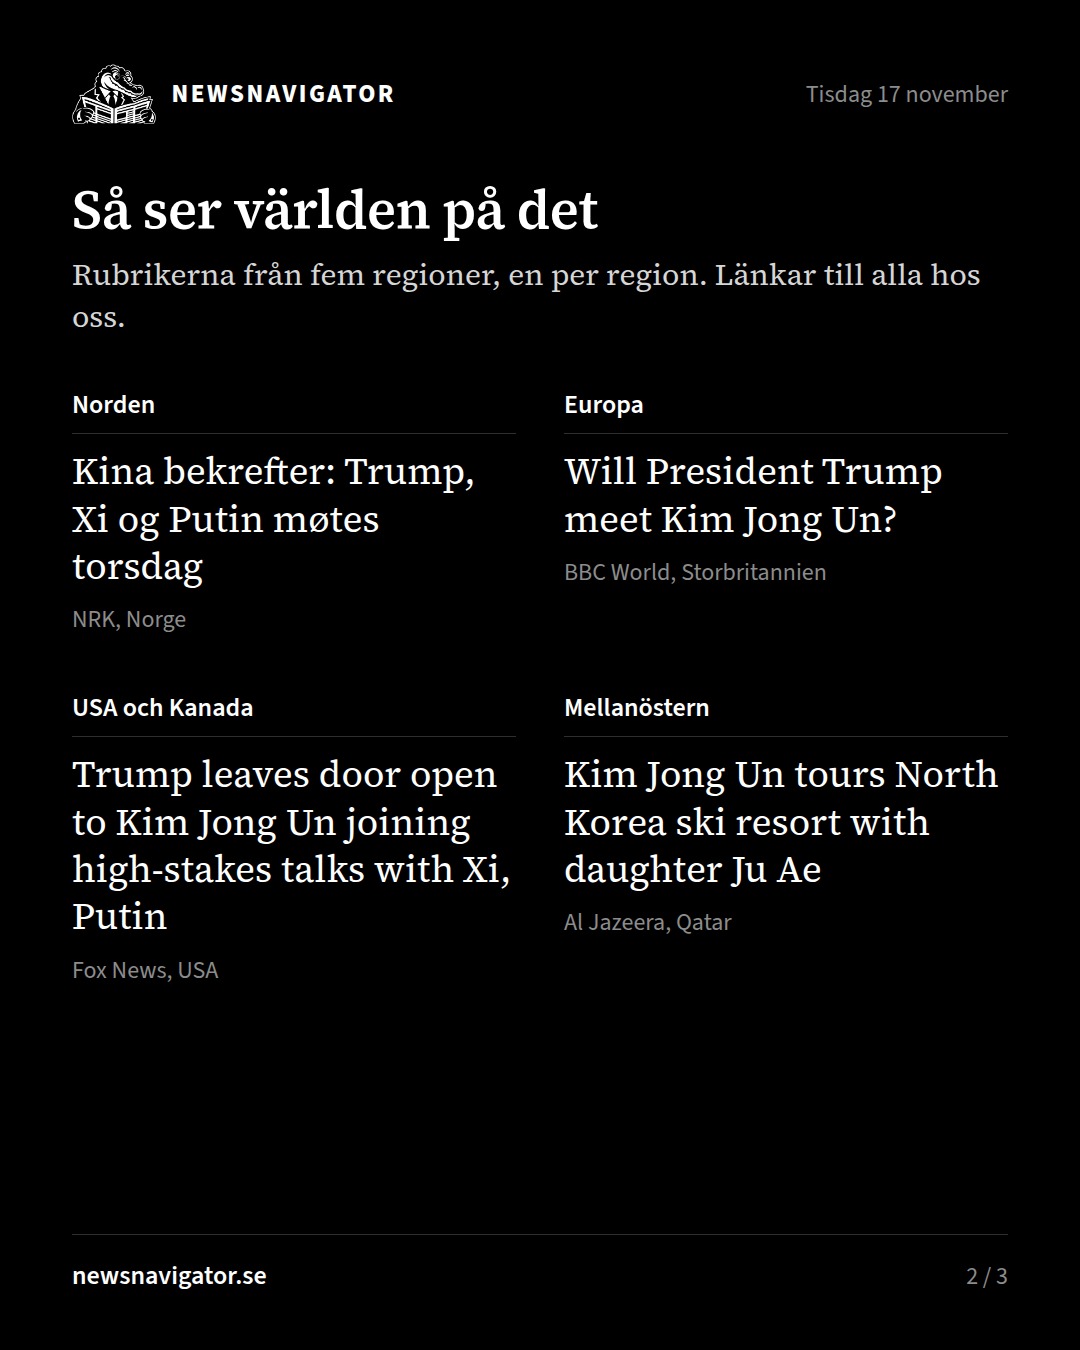 NEWSNAVIGATOR
Tisdag 17 november
Så ser världen på det
Rubrikerna från fem regioner, en per region. Länkar till alla hos
oss.
Norden
Kina bekrefter: Trump,
Xi og Putin møtes
torsdag
NRK, Norge
Europa
Will President Trump
meet Kim Jong Un?
BBC World, Storbritannien
USA och Kanada
Trump leaves door open
to Kim Jong Un joining
high-stakes talks with Xi,
Putin
Fox News, USA
Mellanöstern
Kim Jong Un tours North
Korea ski resort with
daughter Ju Ae
Al Jazeera, Qatar
newsnavigator.se
2 / 3